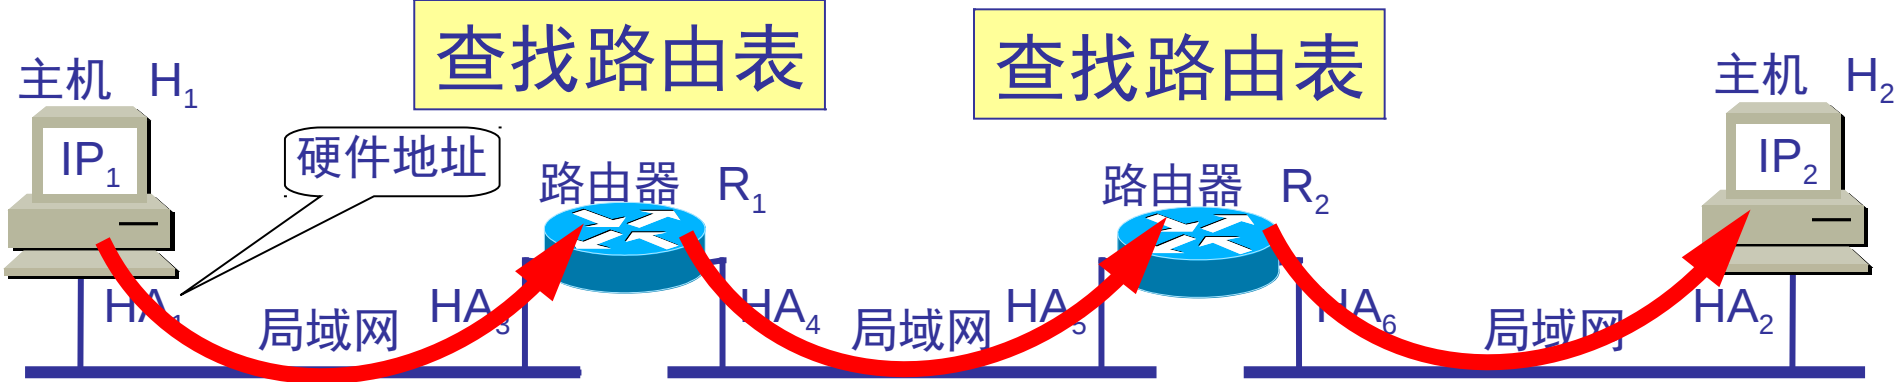 查找路由表
查找路由表
主机 H1
主机 H2
IP1
硬件地址
IP2
路由器 R1
路由器 R2
HA1
局域网
HA3
HA4
局域网
HA5
HA6
局域网
HA2